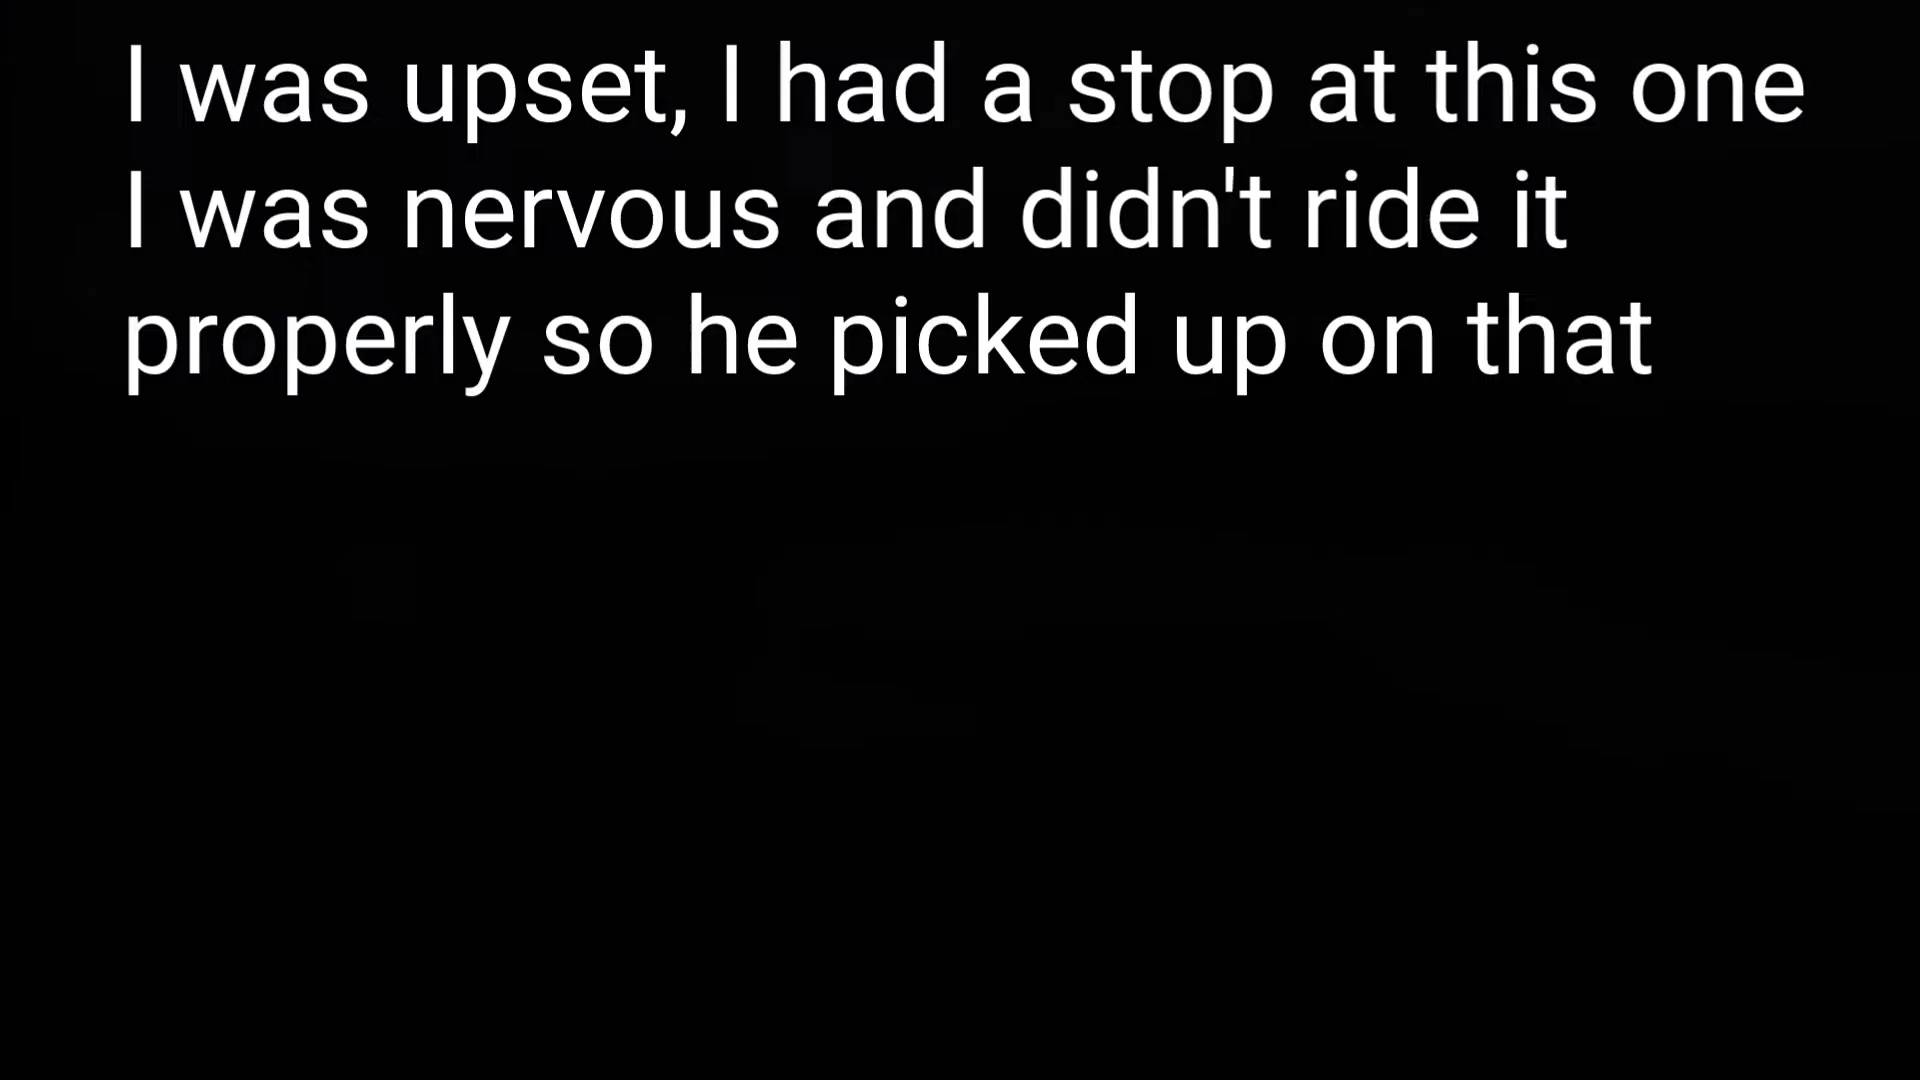 I was upset, I had a stop at this one
I was nervous and didn't ride it
properly so he picked up on that